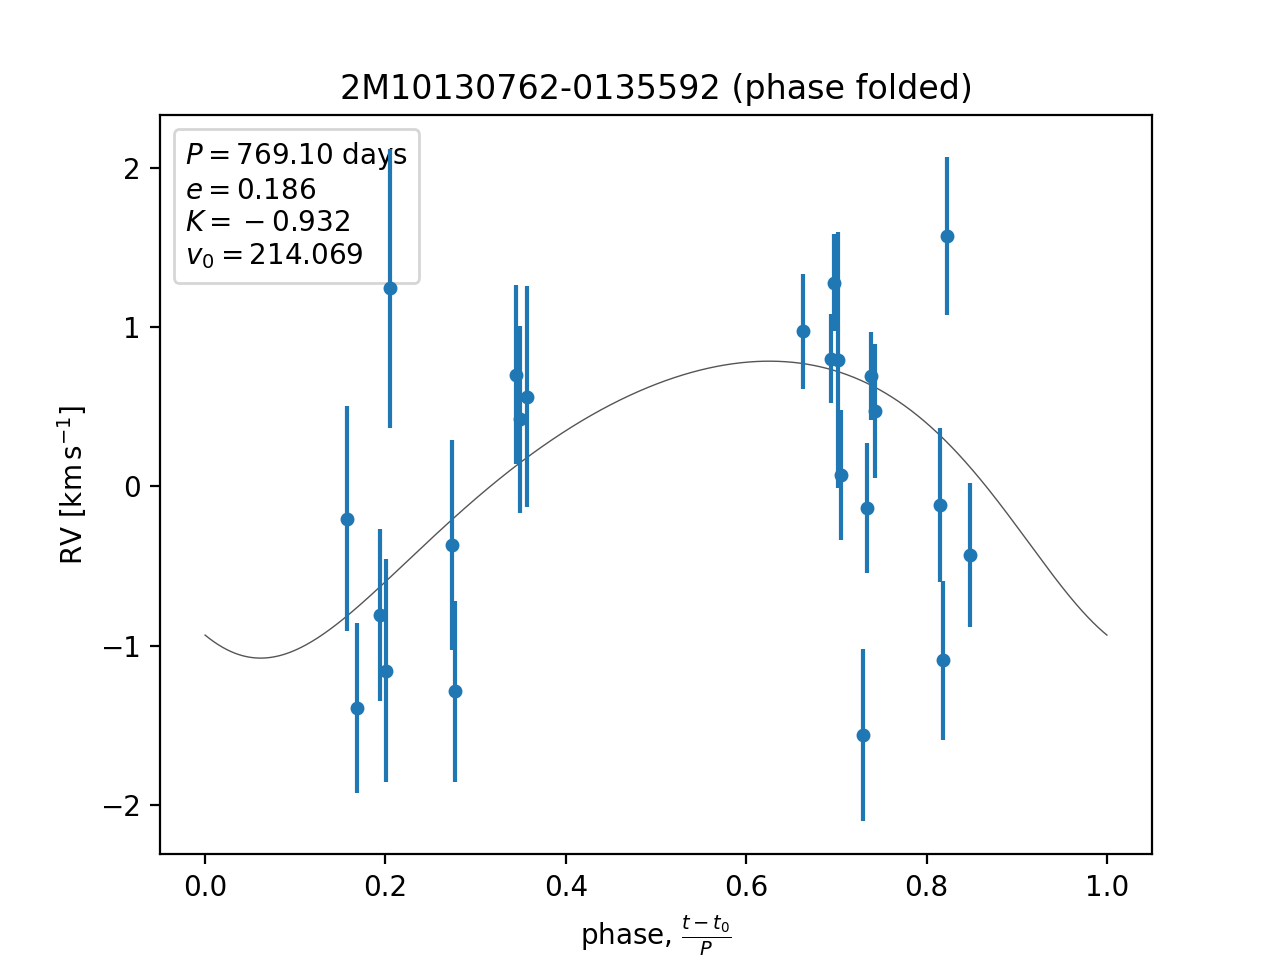 2M10130762-0135592 (phase folded)
P = 769.10 days
e = 0.186
K = −0.932
v₀ = 214.069
2
1
0
−1
−2
RV [km s⁻¹]
0.0 0.2 0.4 0.6 0.8 1.0
phase, (t − t₀)/P